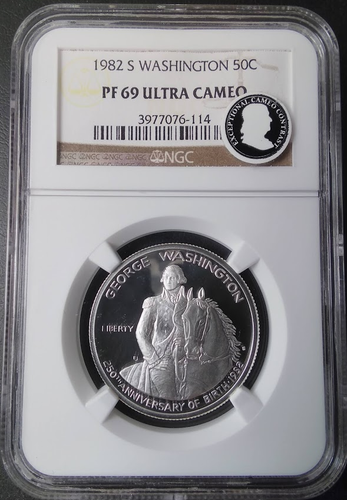 1982 S WASHINGTON 50C
PF 69 ULTRA CAMEO
3977076-114
NGC
EXCEPTIONAL CAMEO CONTRAST
GEORGE WASHINGTON
LIBERTY
250TH ANNIVERSARY OF BIRTH·1982